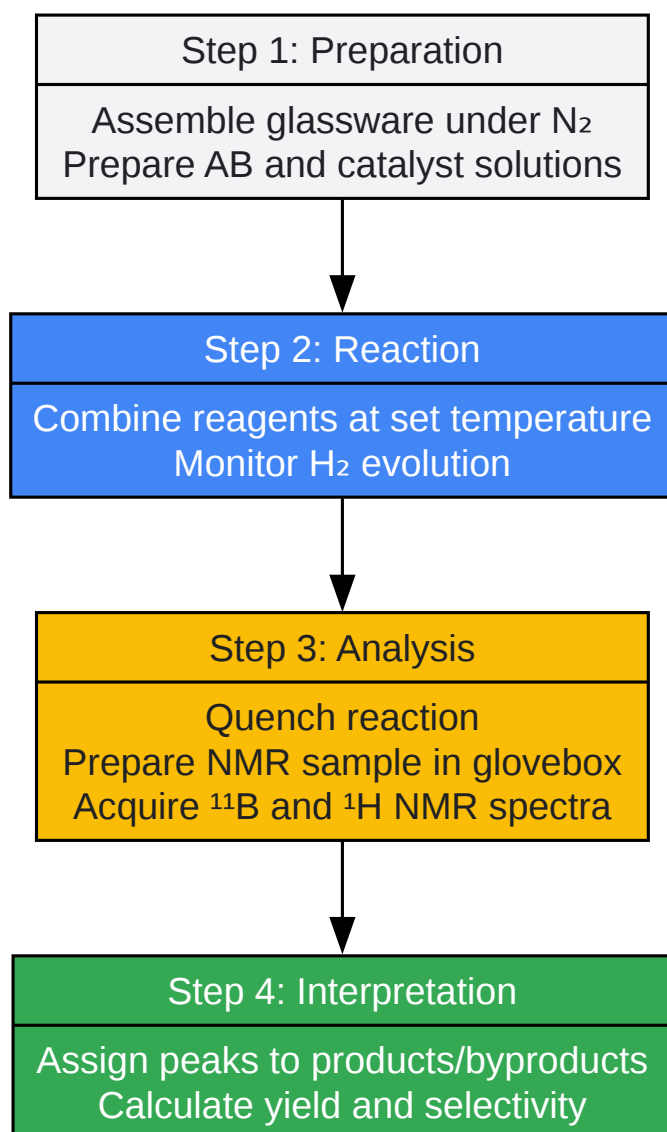 Step 1: Preparation
Assemble glassware under N₂
Prepare AB and catalyst solutions
Step 2: Reaction
Combine reagents at set temperature
Monitor H₂ evolution
Step 3: Analysis
Quench reaction
Prepare NMR sample in glovebox
Acquire ¹¹B and ¹H NMR spectra
Step 4: Interpretation
Assign peaks to products/byproducts
Calculate yield and selectivity